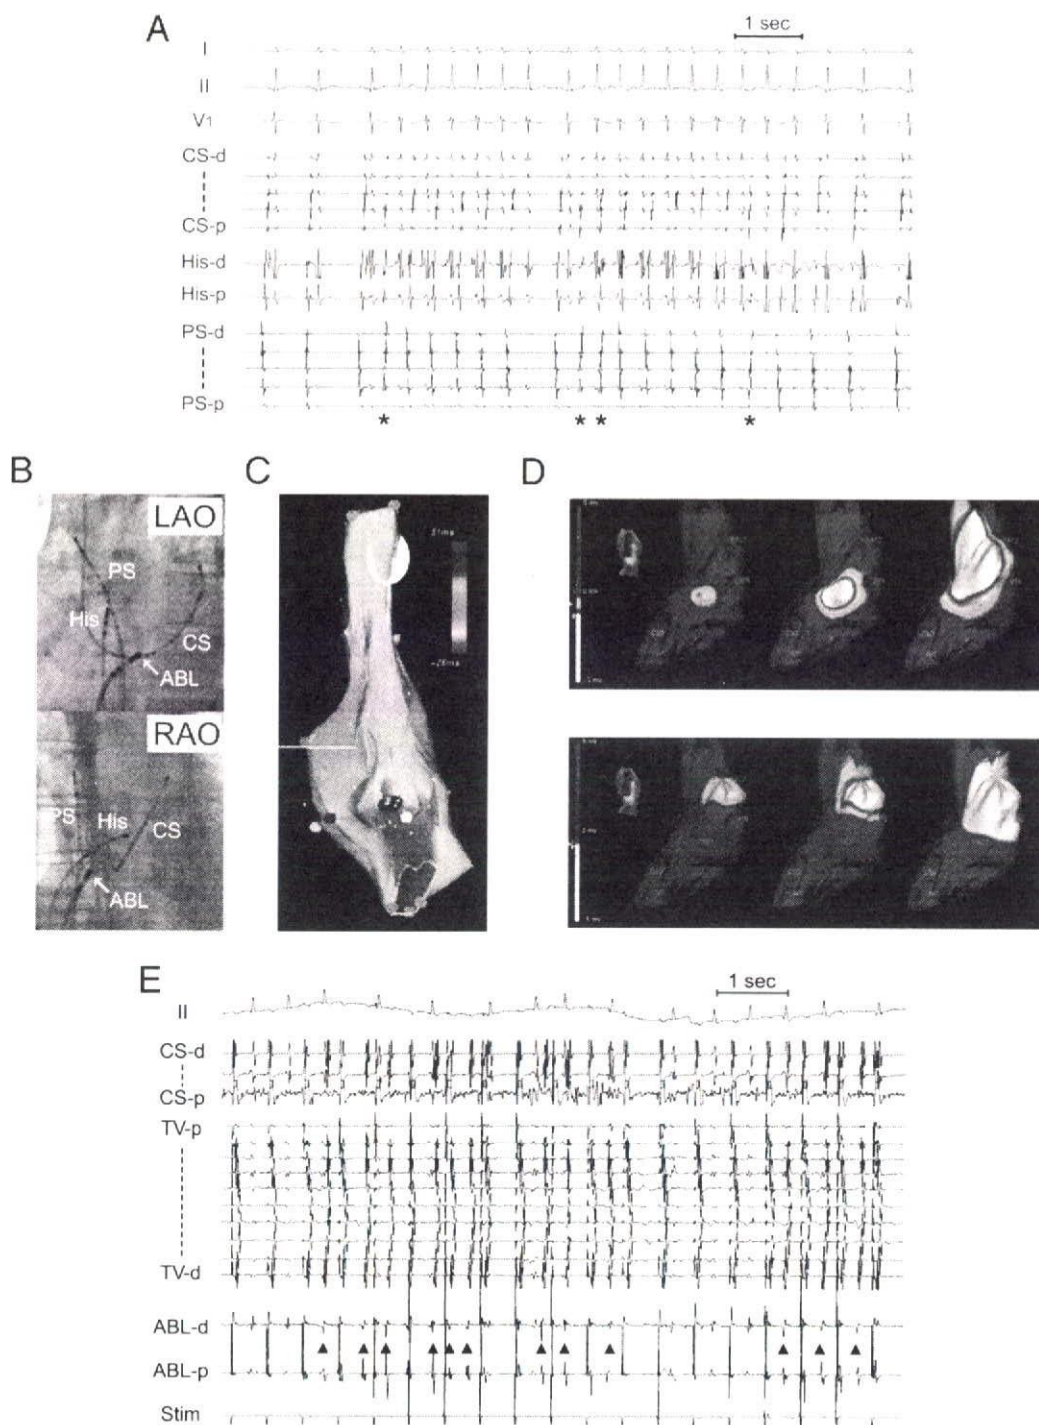 A
1 sec
I
II
V1
CS-d
CS-p
His-d
His-p
PS-d
PS-p
* * * *
B
C
D
LAO
PS
His
CS
ABL
RAO
His
CS
ABL
E
1 sec
II
CS-d
CS-p
TV-p
TV-d
ABL-d
ABL-p
Stim